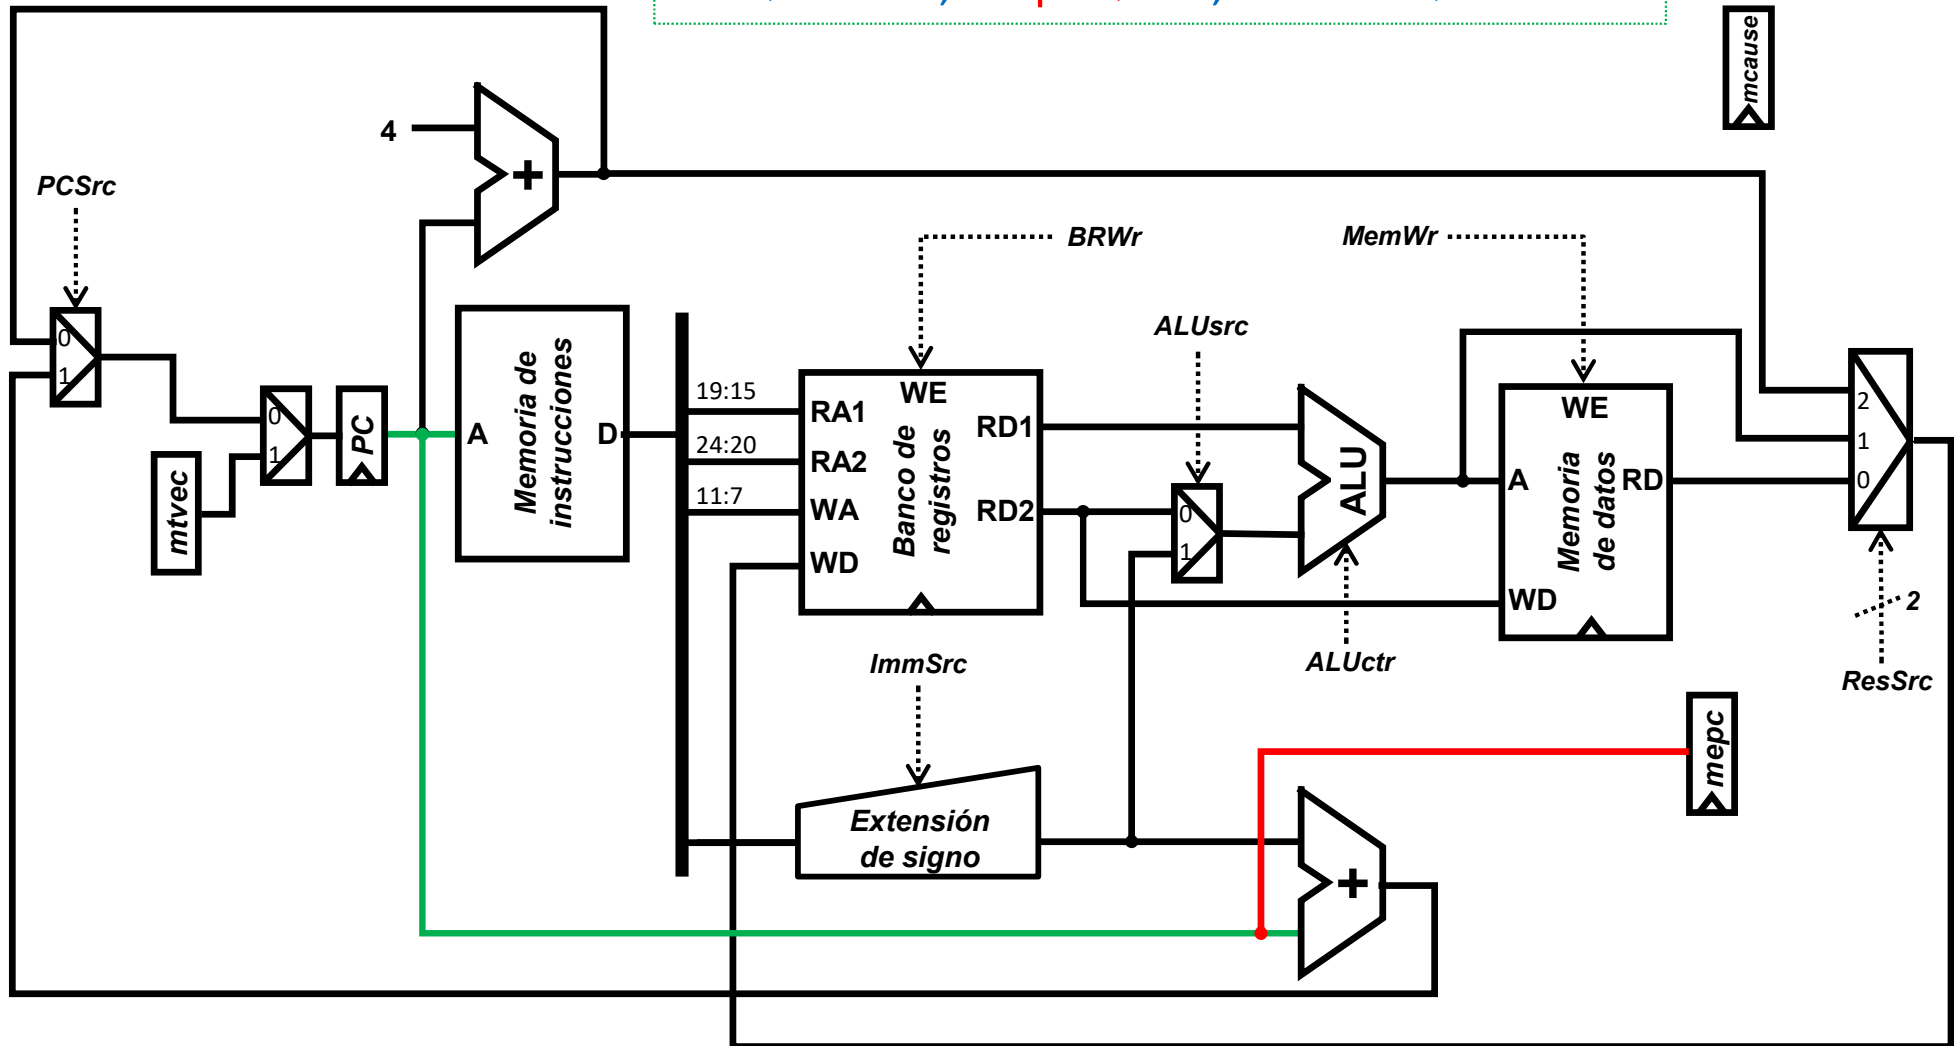 mcause
4
+
PCSrc
BRWr
MemWr
ALUsrc
0
1
0
1
PC
mtvec
A
Memoria de
instrucciones
D
19:15
24:20
11:7
RA1
RA2
WA
WD
WE
Banco de
registros
RD1
RD2
0
1
ALU
ALUctr
WE
A
Memoria
de datos
RD
WD
2
1
0
2
ResSrc
ImmSrc
Extensión
de signo
+
mepc